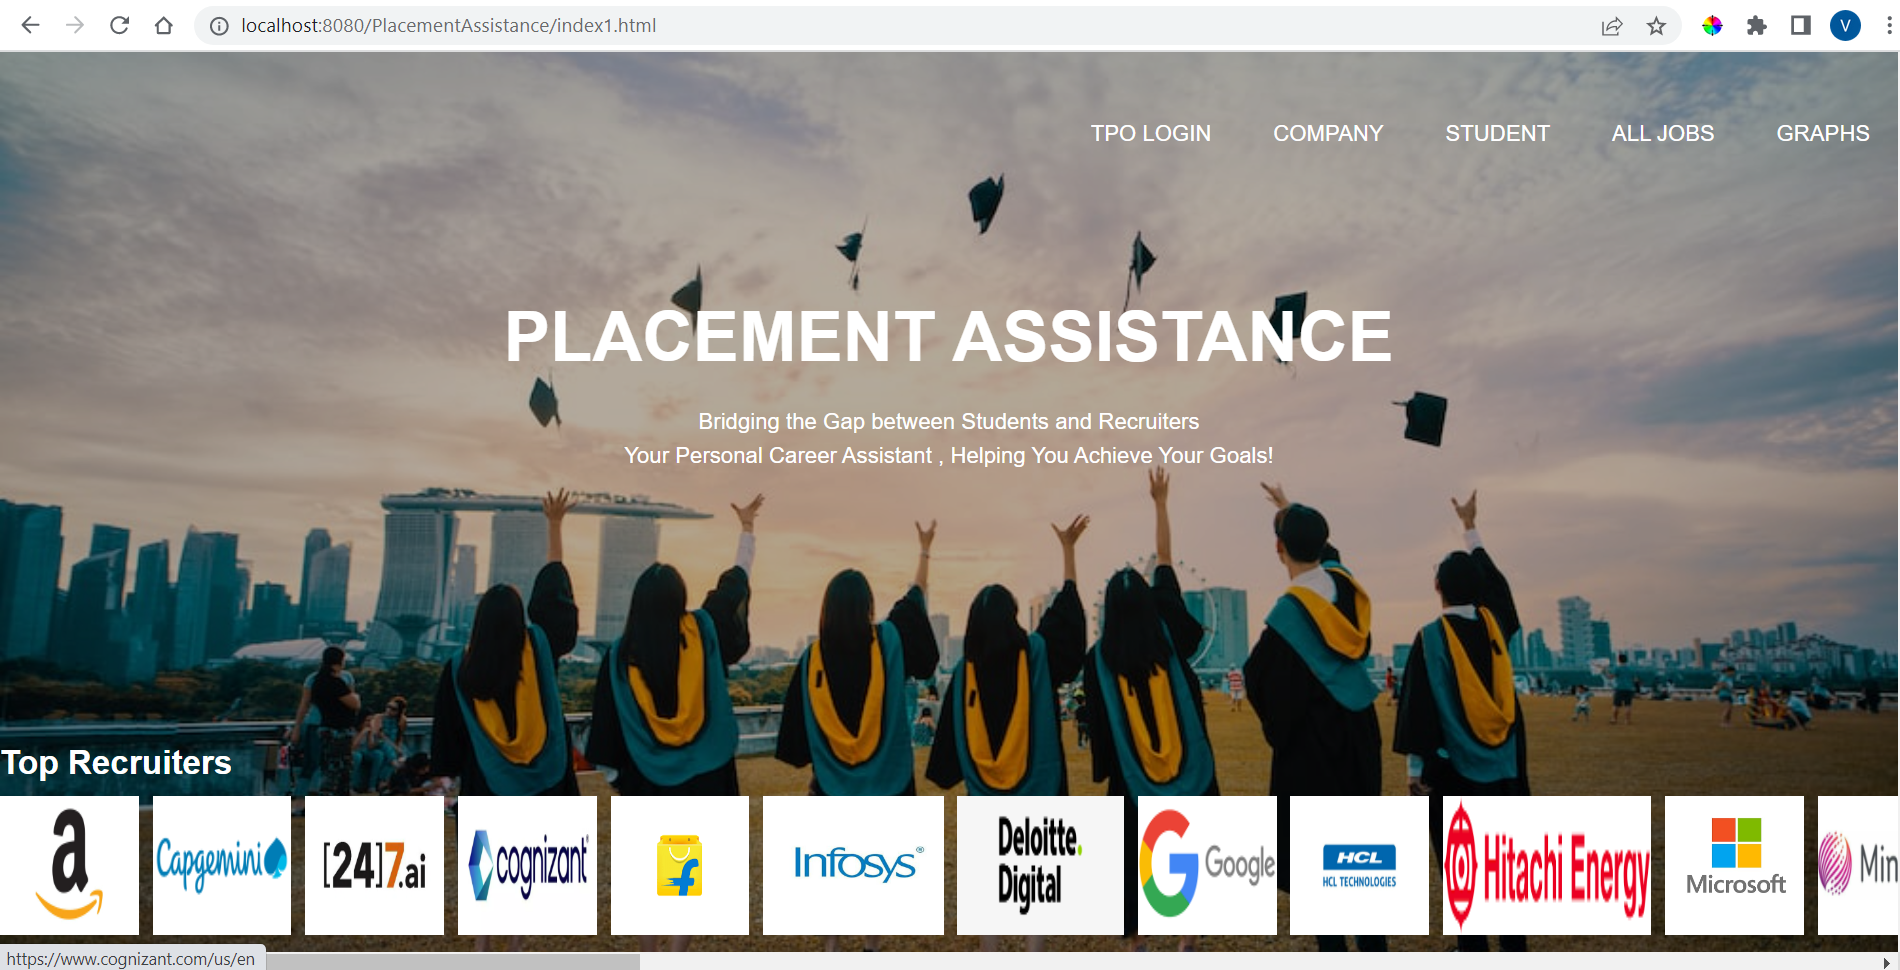 localhost:8080/PlacementAssistance/index1.html
V
TPO LOGIN COMPANY STUDENT ALL JOBS GRAPHS
PLACEMENT ASSISTANCE
Bridging the Gap between Students and Recruiters
Your Personal Career Assistant , Helping You Achieve Your Goals!
Top Recruiters
a
Capgemini
[24]7.ai
cognizant
f
Infosys®
Deloitte.
Digital
Google
HCL
HCL TECHNOLOGIES
Hitachi Energy
Microsoft
Min
https://www.cognizant.com/us/en